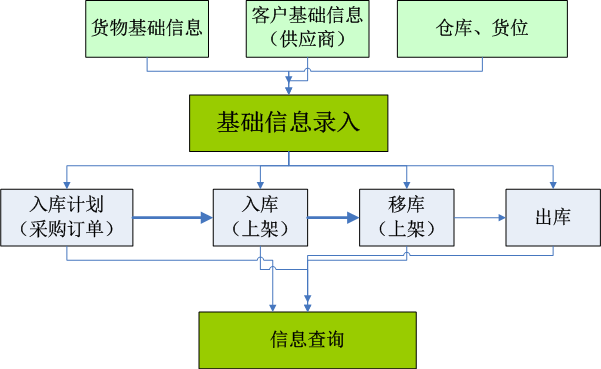 货物基础信息
客户基础信息
（供应商）
仓库、货位
基础信息录入
入库计划
（采购订单）
入库
（上架）
移库
（上架）
出库
信息查询